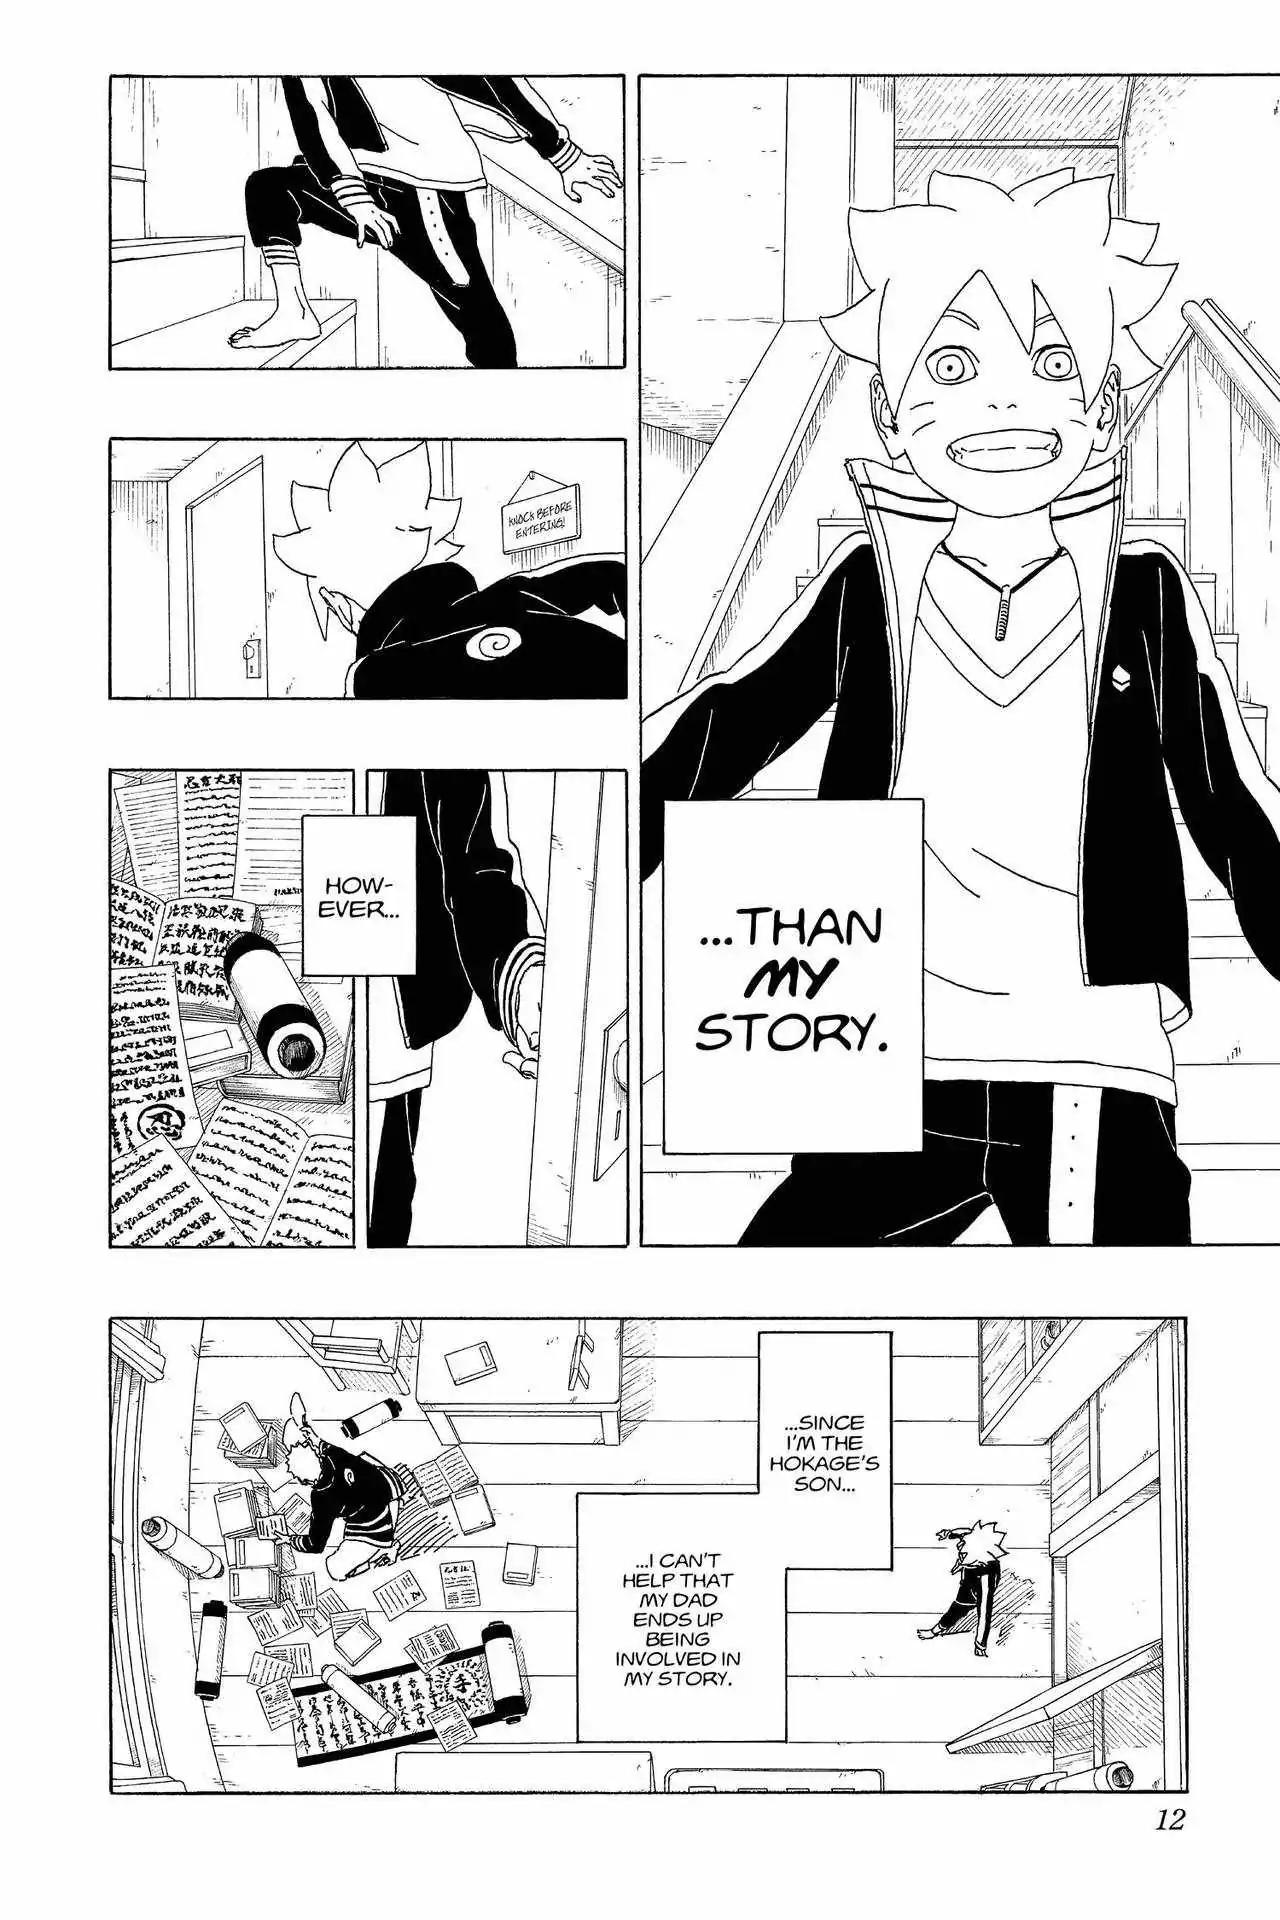 ...THAN
MY
STORY.
KNOCK BEFORE
ENTERING!
HOW-
EVER...
...SINCE
I'M THE
HOKAGE'S
SON...
...I CAN'T
HELP THAT
MY DAD
ENDS UP
BEING
INVOLVED IN
MY STORY.
12